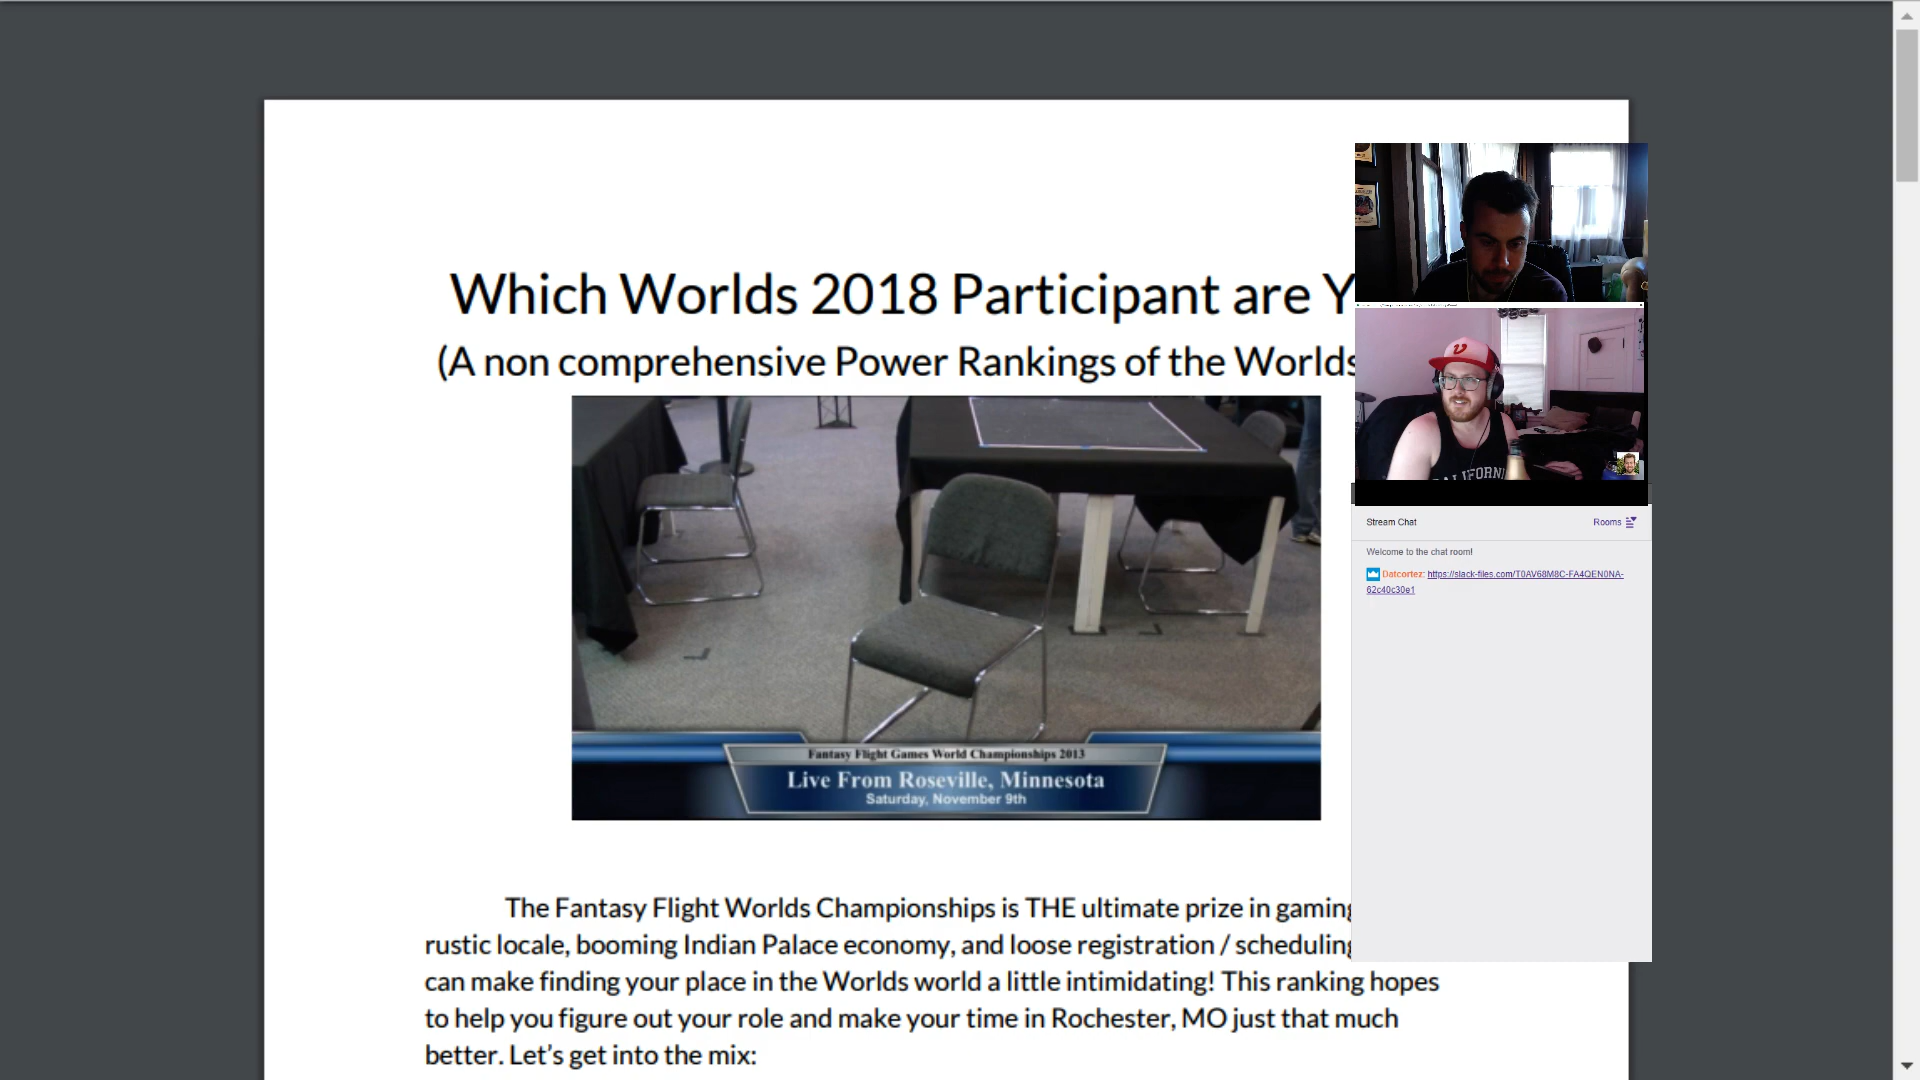 Which Worlds 2018 Participant are Y
(A non comprehensive Power Rankings of the Worlds
Fantasy Flight Games World Championships 2013
Live From Roseville, Minnesota
Saturday, November 9th
The Fantasy Flight Worlds Championships is THE ultimate prize in gaming
rustic locale, booming Indian Palace economy, and loose registration / scheduling
can make finding your place in the Worlds world a little intimidating! This ranking hopes
to help you figure out your role and make your time in Rochester, MO just that much
better. Let's get into the mix:
CALIFORN
Stream Chat
Rooms
Welcome to the chat room!
Datcortez: https://slack-files.com/T0AV68M8C-FA4QEN0NA-
62c40c30e1